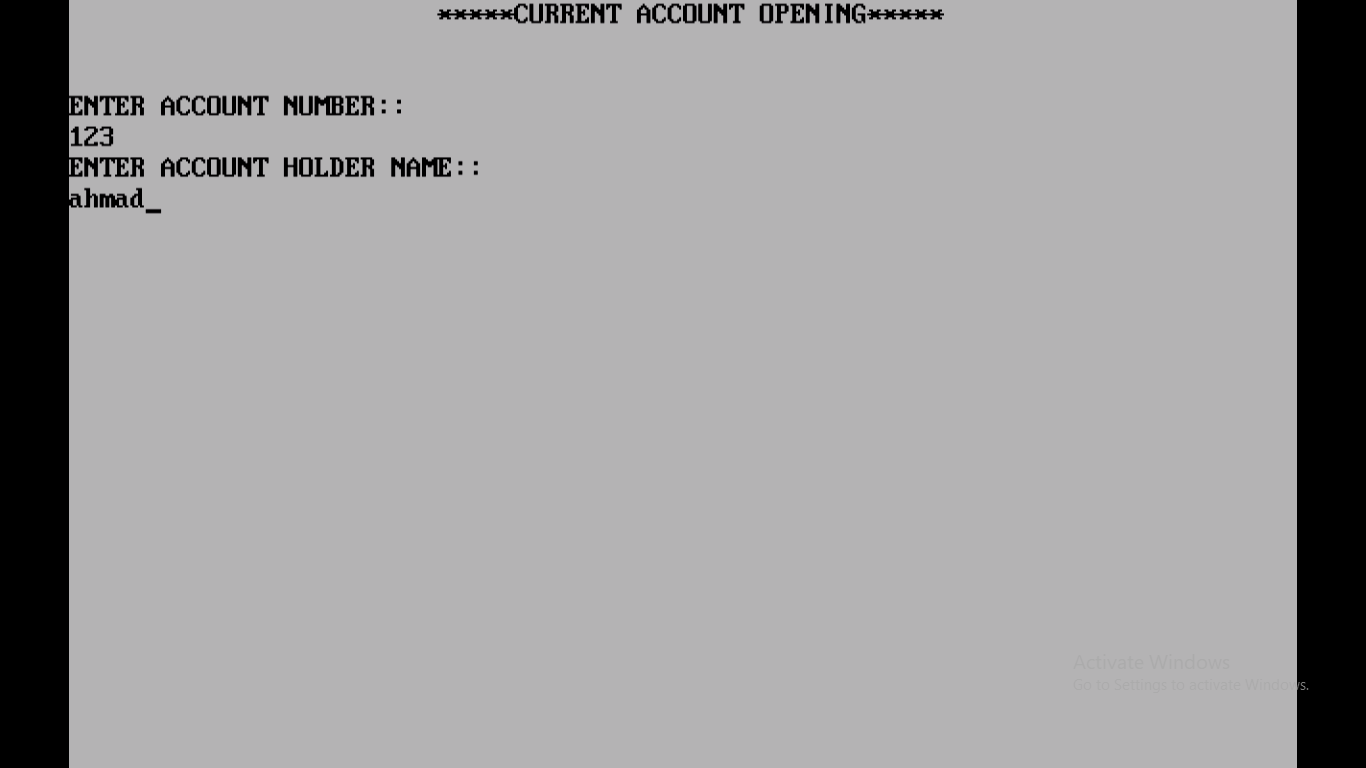 *****CURRENT ACCOUNT OPENING*****
ENTER ACCOUNT NUMBER::
123
ENTER ACCOUNT HOLDER NAME::
ahmad_
Activate Windows
Go to Settings to activate Windows.